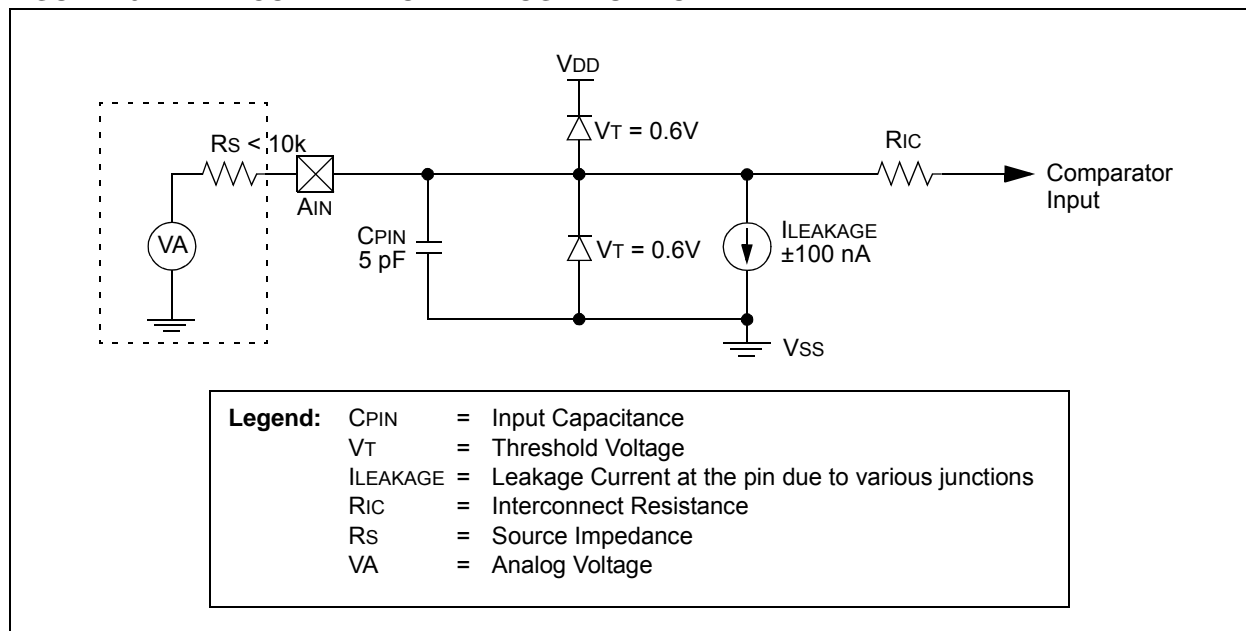 VDD
VT = 0.6V
RS < 10k
RIC
AIN
Comparator
Input
VA
CPIN
5 pF
VT = 0.6V
ILEAKAGE
±100 nA
VSS
Legend: CPIN = Input Capacitance
VT = Threshold Voltage
ILEAKAGE = Leakage Current at the pin due to various junctions
RIC = Interconnect Resistance
RS = Source Impedance
VA = Analog Voltage